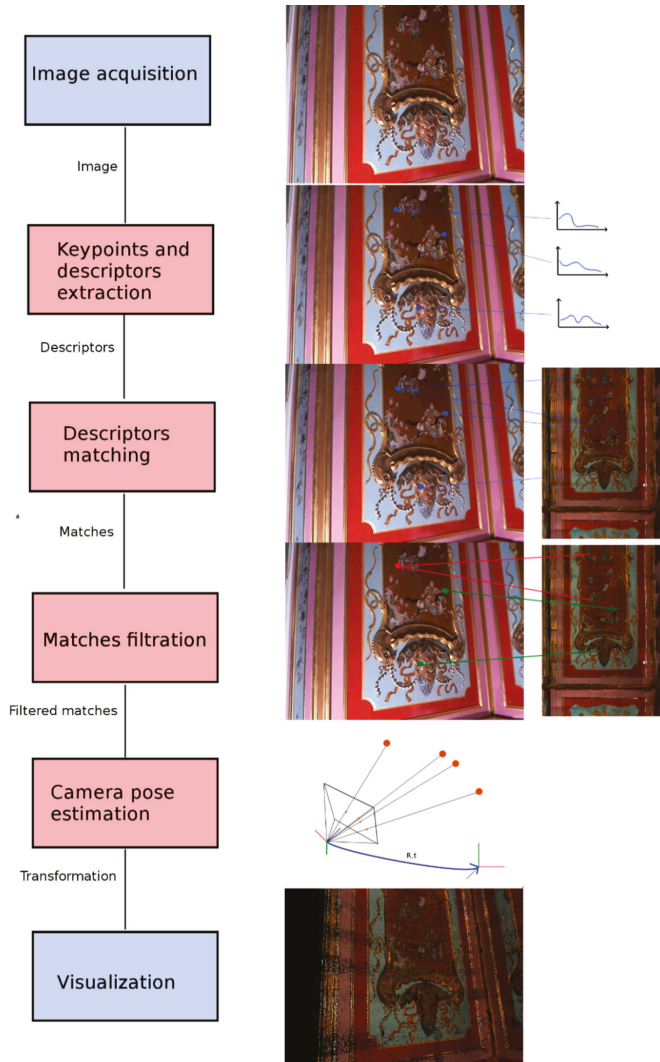 Image acquisition
Image
Keypoints and
descriptors
extraction
Descriptors
Descriptors
matching
a
Matches
Matches filtration
Filtered matches
Camera pose
estimation
R,t
Transformation
Visualization